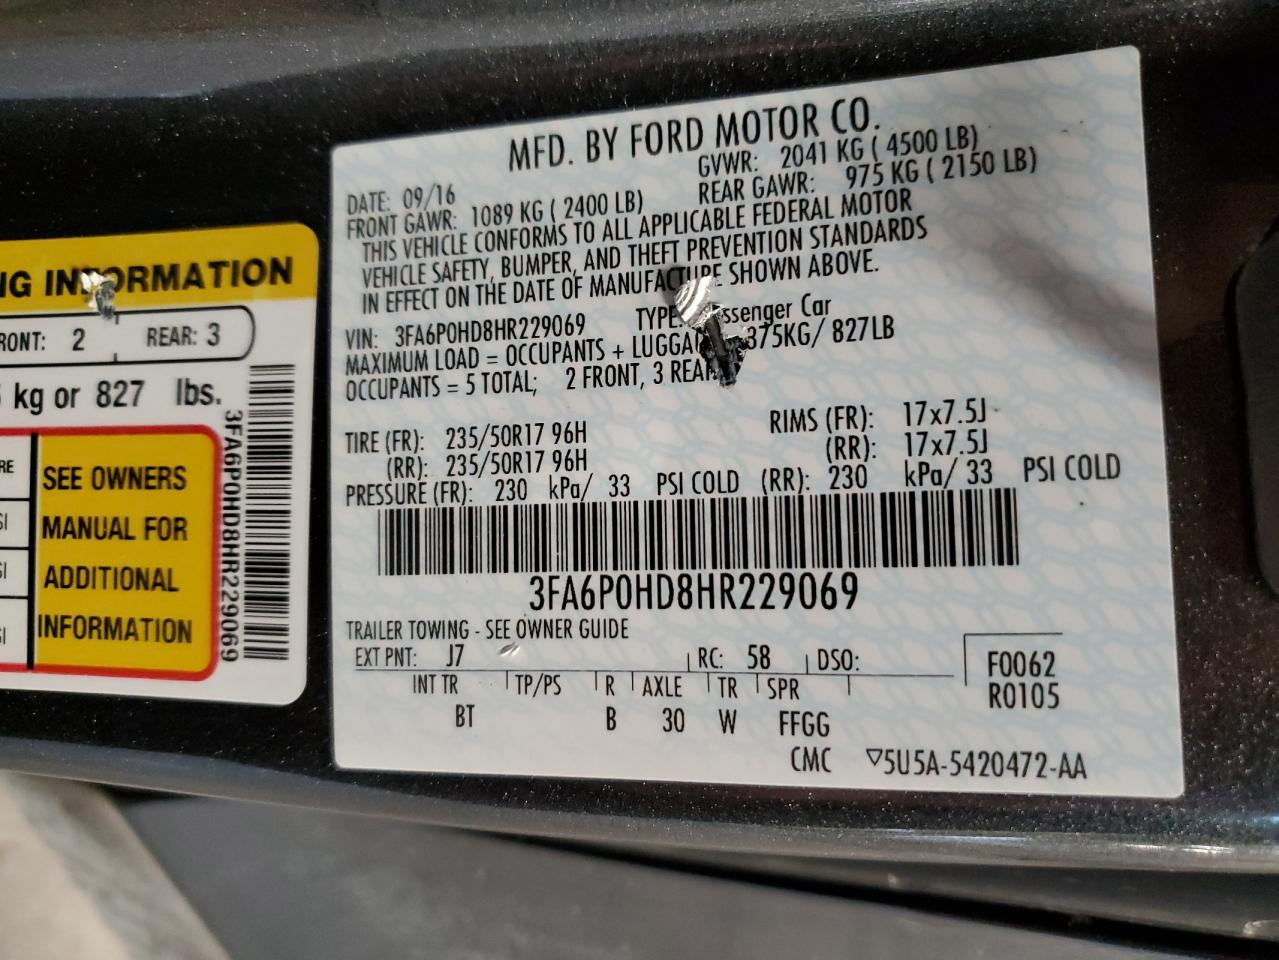 NG INFORMATION
FRONT: 2 REAR: 3
kg or 827 lbs.
SEE OWNERS
MANUAL FOR
ADDITIONAL
INFORMATION
3FA6P0HD8HR229069
MFD. BY FORD MOTOR CO.
DATE: 09/16 GVWR: 2041 KG ( 4500 LB)
FRONT GAWR: 1089 KG ( 2400 LB) REAR GAWR: 975 KG ( 2150 LB)
THIS VEHICLE CONFORMS TO ALL APPLICABLE FEDERAL MOTOR
VEHICLE SAFETY, BUMPER, AND THEFT PREVENTION STANDARDS
IN EFFECT ON THE DATE OF MANUFACTURE SHOWN ABOVE.
VIN: 3FA6P0HD8HR229069 TYPE: Passenger Car
MAXIMUM LOAD = OCCUPANTS + LUGGAGE 375KG/ 827LB
OCCUPANTS = 5 TOTAL; 2 FRONT, 3 REAR
TIRE (FR): 235/50R17 96H RIMS (FR): 17x7.5J
(RR): 235/50R17 96H (RR): 17x7.5J
PRESSURE (FR): 230 kPa/ 33 PSI COLD (RR): 230 kPa/ 33 PSI COLD
3FA6P0HD8HR229069
TRAILER TOWING - SEE OWNER GUIDE
EXT PNT: J7 RC: 58 DSO: F0062
INT TR TP/PS R AXLE TR SPR R0105
BT B 30 W FFGG
CMC ▽5U5A-5420472-AA